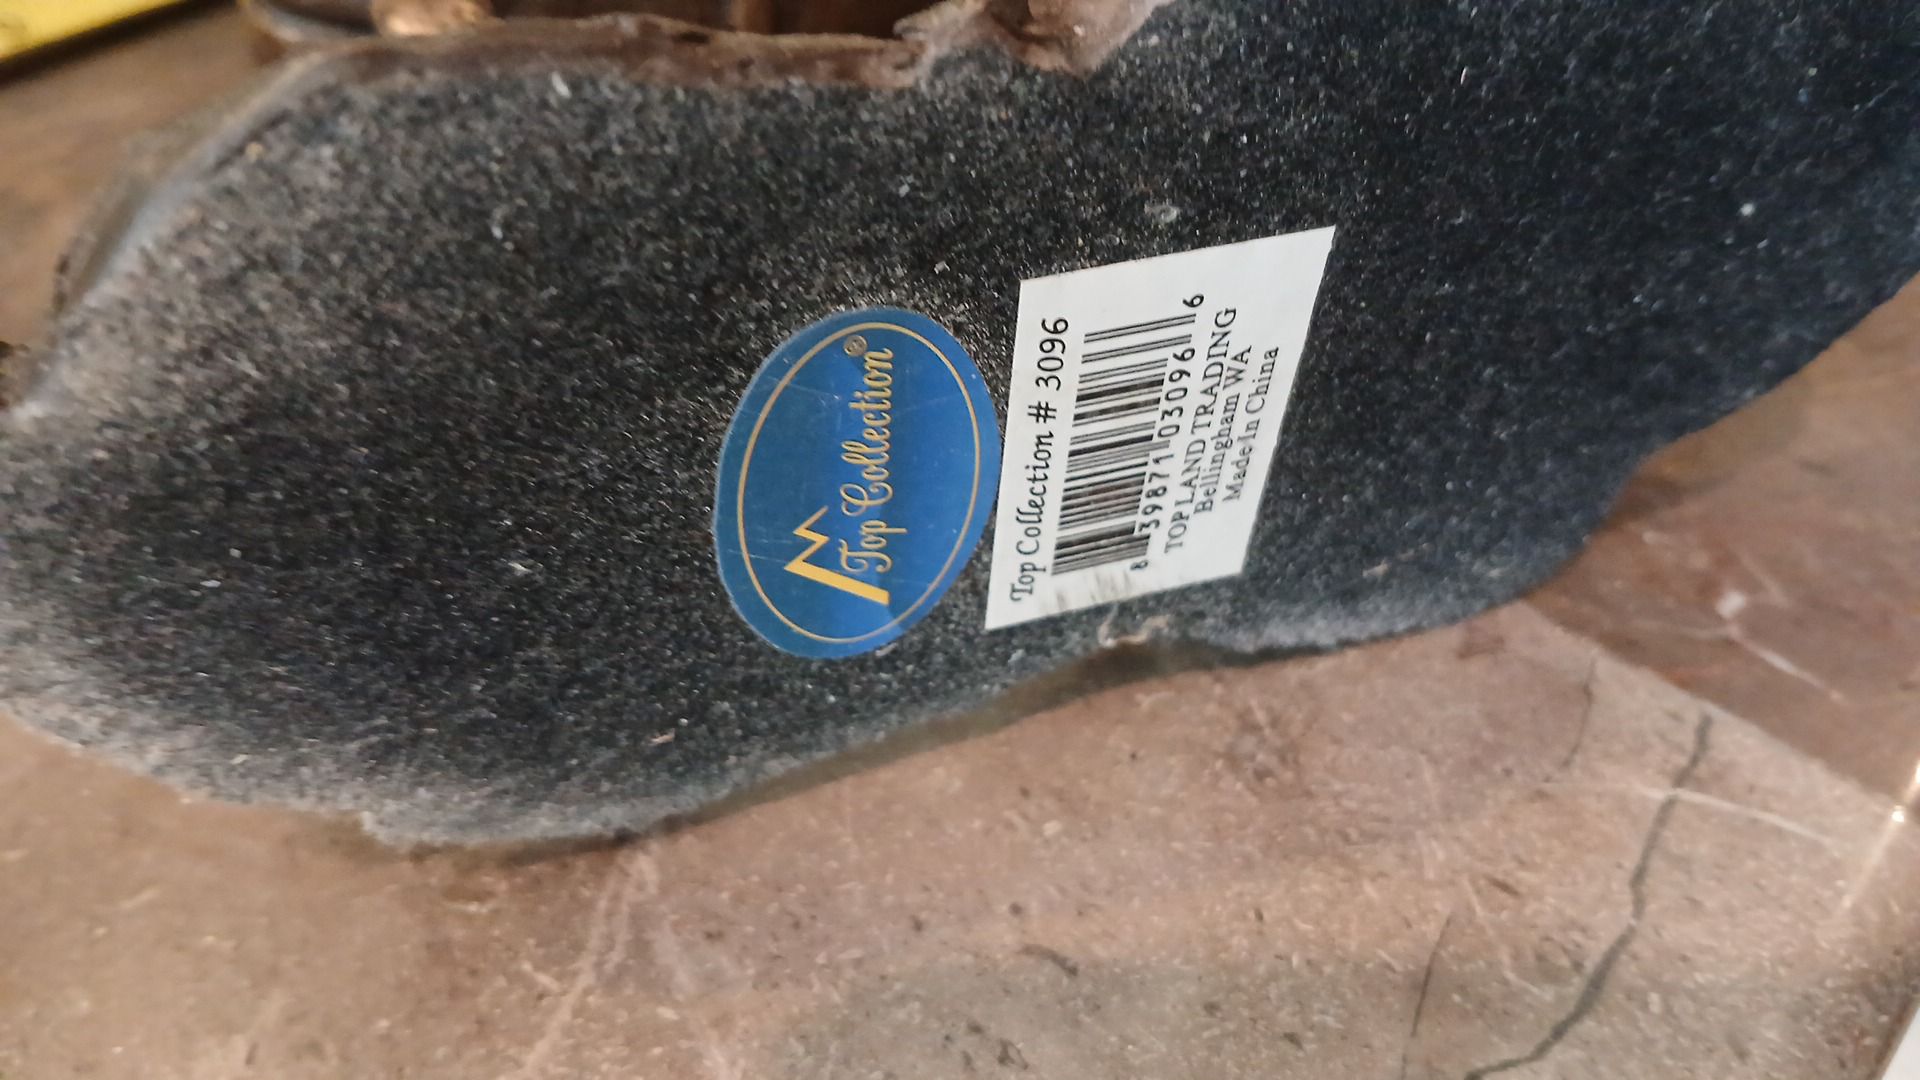 Top Collection®
Top Collection # 3096
8 39871 03096 6
TOP LAND TRADING
Bellingham WA
Made In China